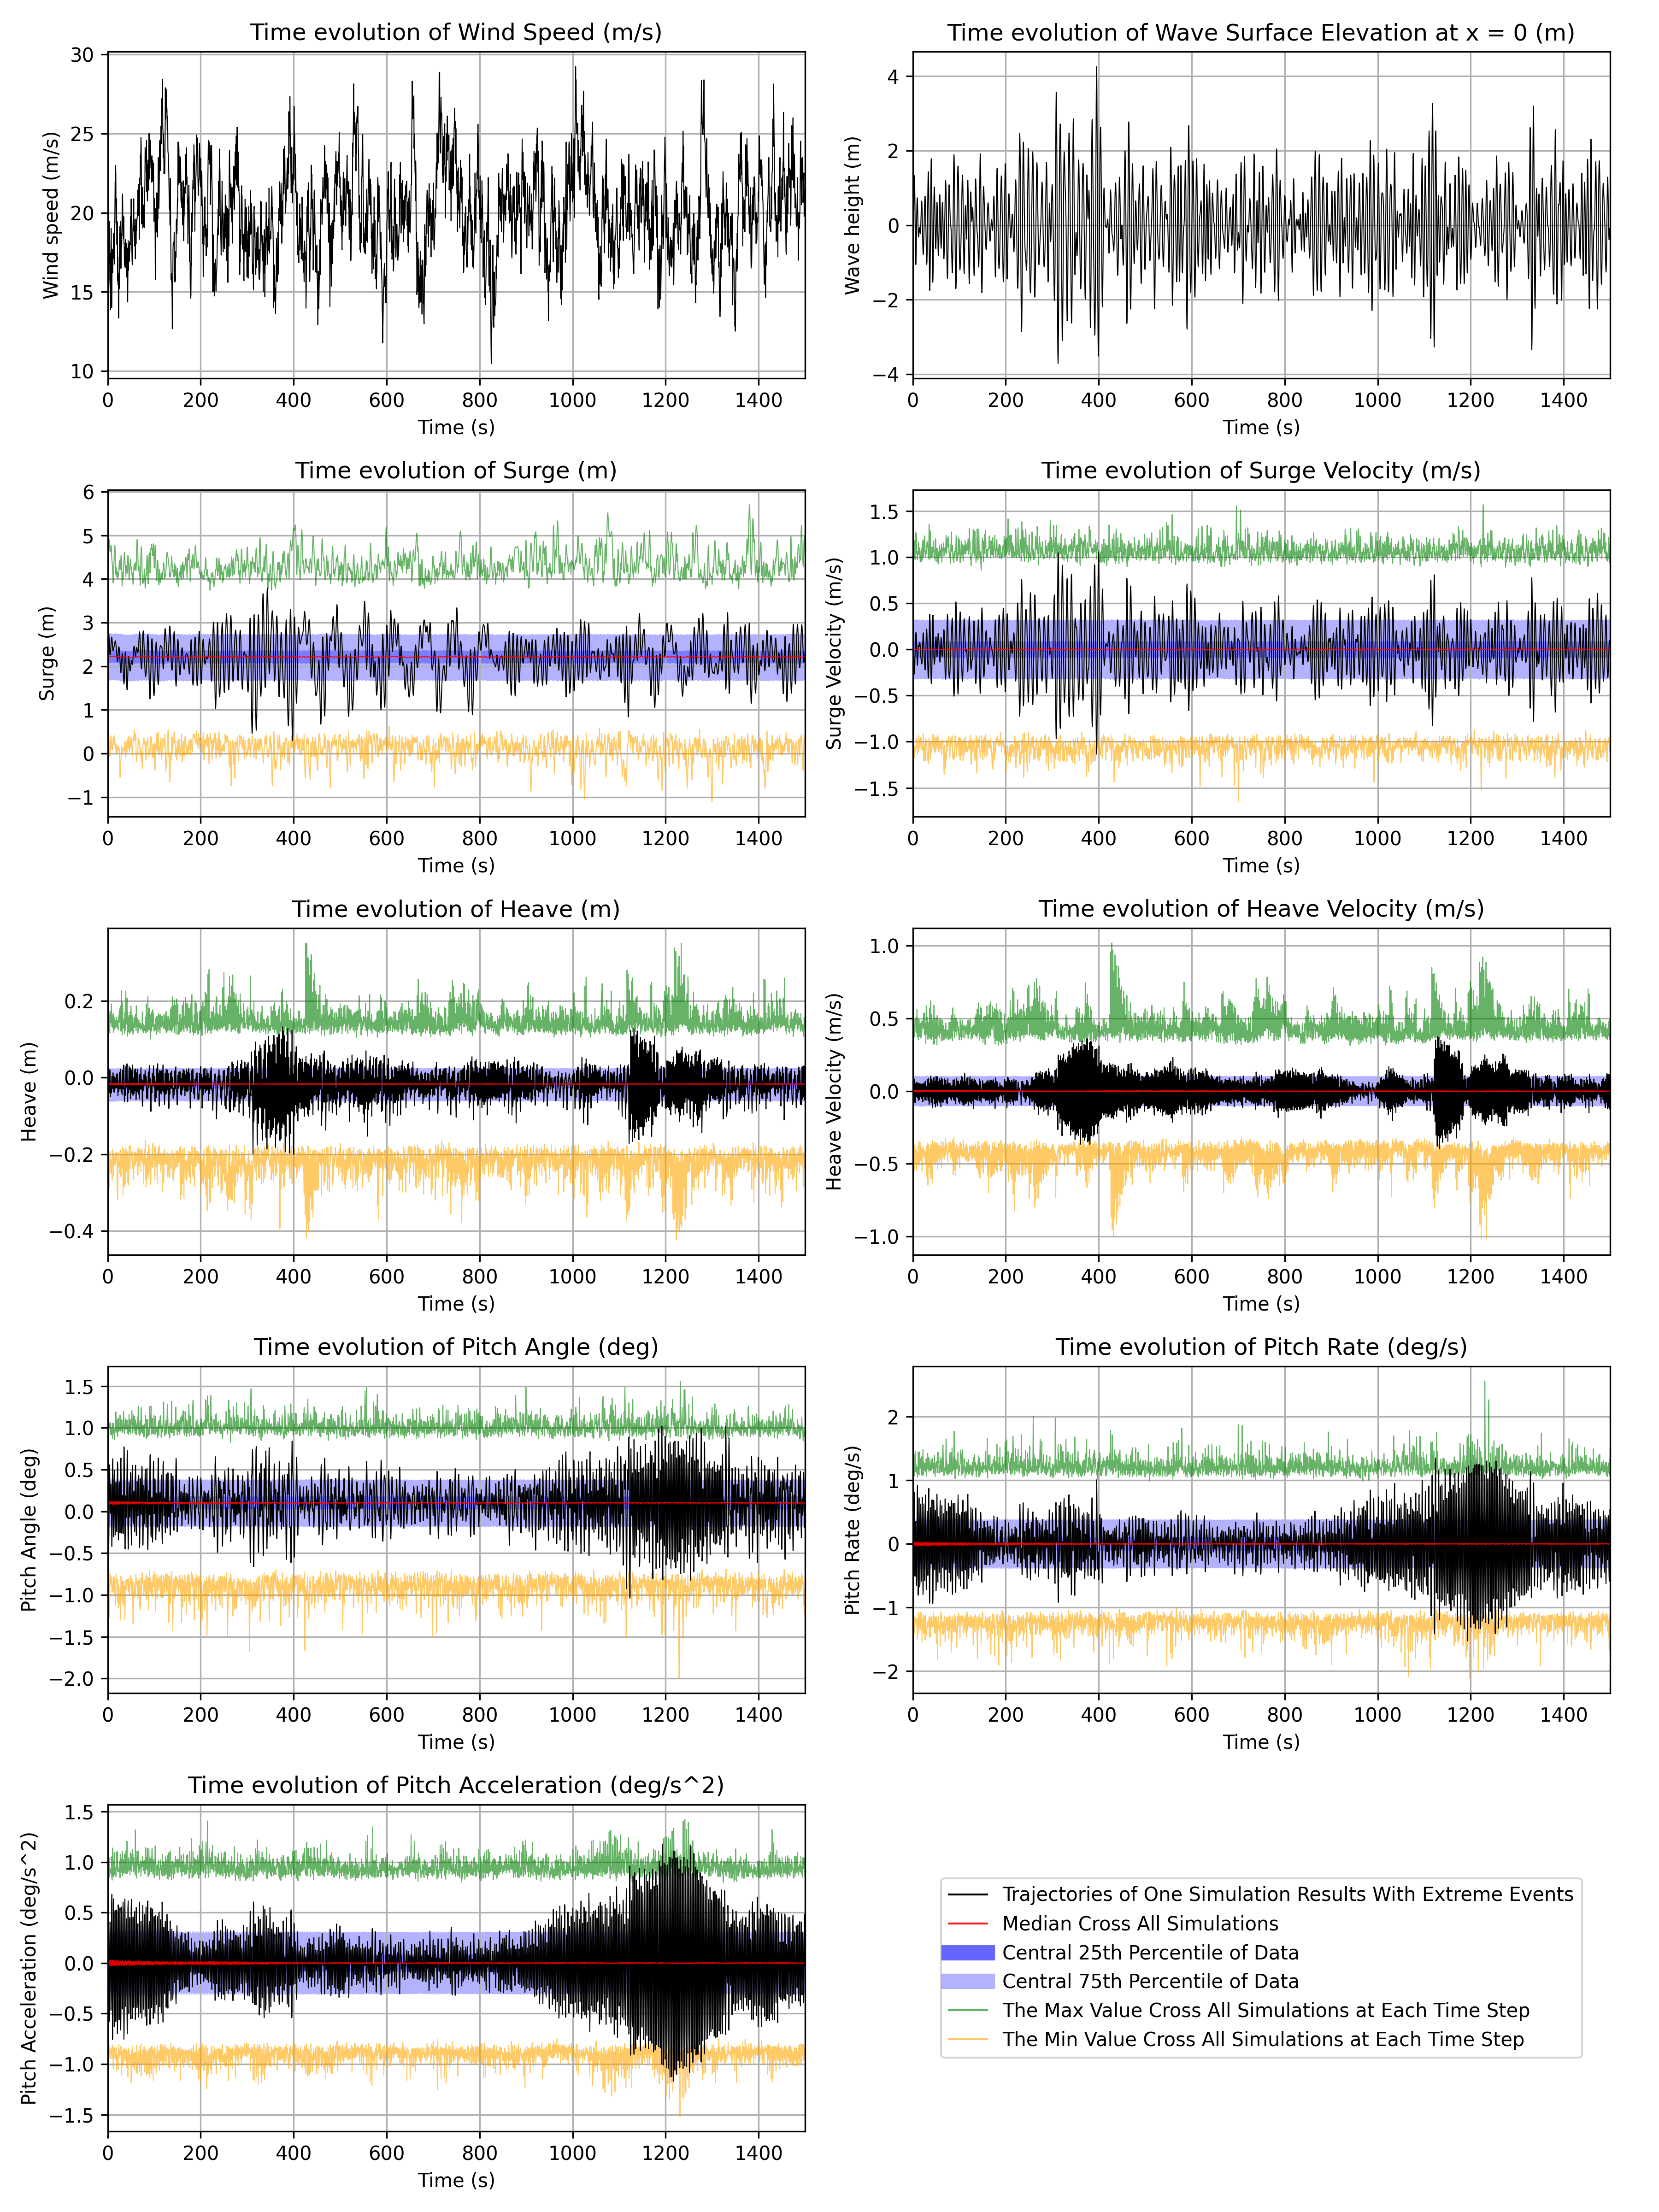 Time evolution of Wind Speed (m/s)
30
25
20
15
10
Wind speed (m/s)
0 200 400 600 800 1000 1200 1400
Time (s)
Time evolution of Wave Surface Elevation at x = 0 (m)
4
2
0
−2
−4
Wave height (m)
0 200 400 600 800 1000 1200 1400
Time (s)
Time evolution of Surge (m)
6
5
4
3
2
1
0
−1
Surge (m)
0 200 400 600 800 1000 1200 1400
Time (s)
Time evolution of Surge Velocity (m/s)
1.5
1.0
0.5
0.0
−0.5
−1.0
−1.5
Surge Velocity (m/s)
0 200 400 600 800 1000 1200 1400
Time (s)
Time evolution of Heave (m)
0.2
0.0
−0.2
−0.4
Heave (m)
0 200 400 600 800 1000 1200 1400
Time (s)
Time evolution of Heave Velocity (m/s)
1.0
0.5
0.0
−0.5
−1.0
Heave Velocity (m/s)
0 200 400 600 800 1000 1200 1400
Time (s)
Time evolution of Pitch Angle (deg)
1.5
1.0
0.5
0.0
−0.5
−1.0
−1.5
−2.0
Pitch Angle (deg)
0 200 400 600 800 1000 1200 1400
Time (s)
Time evolution of Pitch Rate (deg/s)
2
1
0
−1
−2
Pitch Rate (deg/s)
0 200 400 600 800 1000 1200 1400
Time (s)
Time evolution of Pitch Acceleration (deg/s^2)
1.5
1.0
0.5
0.0
−0.5
−1.0
−1.5
Pitch Acceleration (deg/s^2)
0 200 400 600 800 1000 1200 1400
Time (s)
Trajectories of One Simulation Results With Extreme Events
Median Cross All Simulations
Central 25th Percentile of Data
Central 75th Percentile of Data
The Max Value Cross All Simulations at Each Time Step
The Min Value Cross All Simulations at Each Time Step